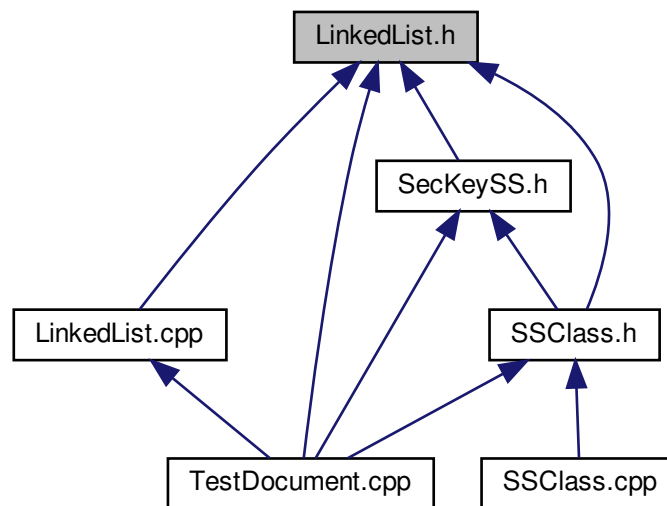 LinkedList.h
SecKeySS.h
LinkedList.cpp
SSClass.h
TestDocument.cpp
SSClass.cpp